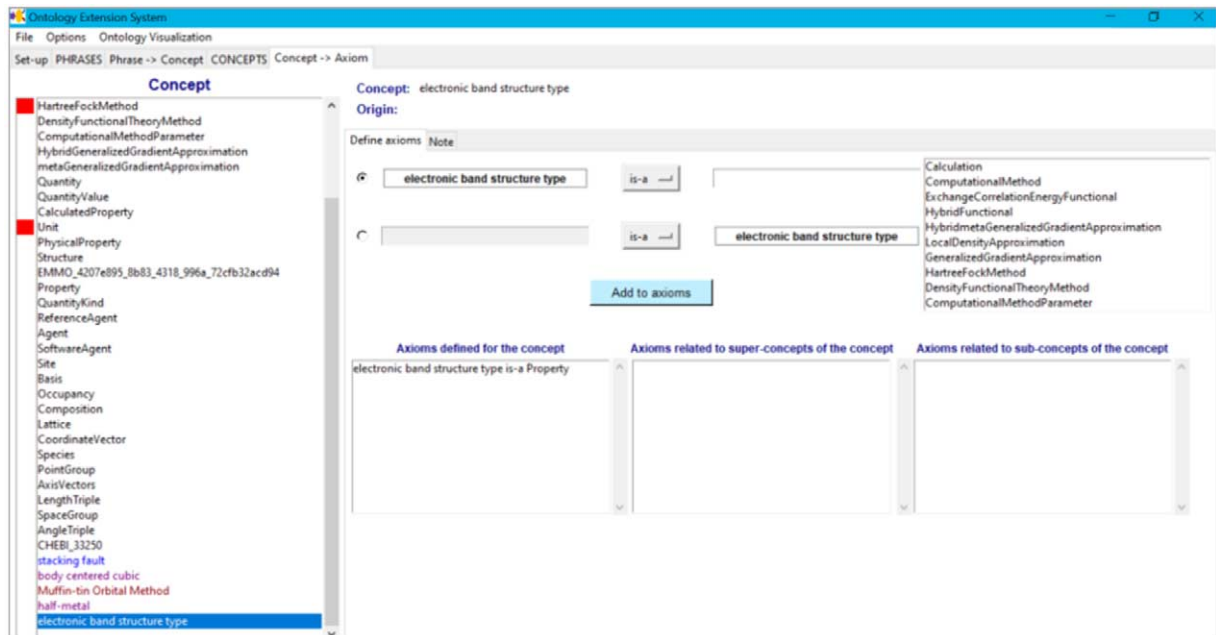 Ontology Extension System
File Options Ontology Visualization
Set-up PHRASES Phrase -> Concept CONCEPTS Concept -> Axiom
Concept
HartreeFockMethod
DensityFunctionalTheoryMethod
ComputationalMethodParameter
HybridGeneralizedGradientApproximation
metaGeneralizedGradientApproximation
Quantity
QuantityValue
CalculatedProperty
Unit
PhysicalProperty
Structure
EMMO_4207e895_8b83_4318_996a_72cfb32acd94
Property
QuantityKind
ReferenceAgent
Agent
SoftwareAgent
Site
Basis
Occupancy
Composition
Lattice
CoordinateVector
Species
PointGroup
AxisVectors
LengthTriple
SpaceGroup
AngleTriple
CHEBI_33250
stacking fault
body centered cubic
Muffin-tin Orbital Method
half-metal
electronic band structure type
Concept: electronic band structure type
Origin:
Define axioms Note
electronic band structure type is-a
is-a electronic band structure type
Add to axioms
Calculation
ComputationalMethod
ExchangeCorrelationEnergyFunctional
HybridFunctional
HybridmetaGeneralizedGradientApproximation
LocalDensityApproximation
GeneralizedGradientApproximation
HartreeFockMethod
DensityFunctionalTheoryMethod
ComputationalMethodParameter
Axioms defined for the concept
electronic band structure type is-a Property
Axioms related to super-concepts of the concept
Axioms related to sub-concepts of the concept